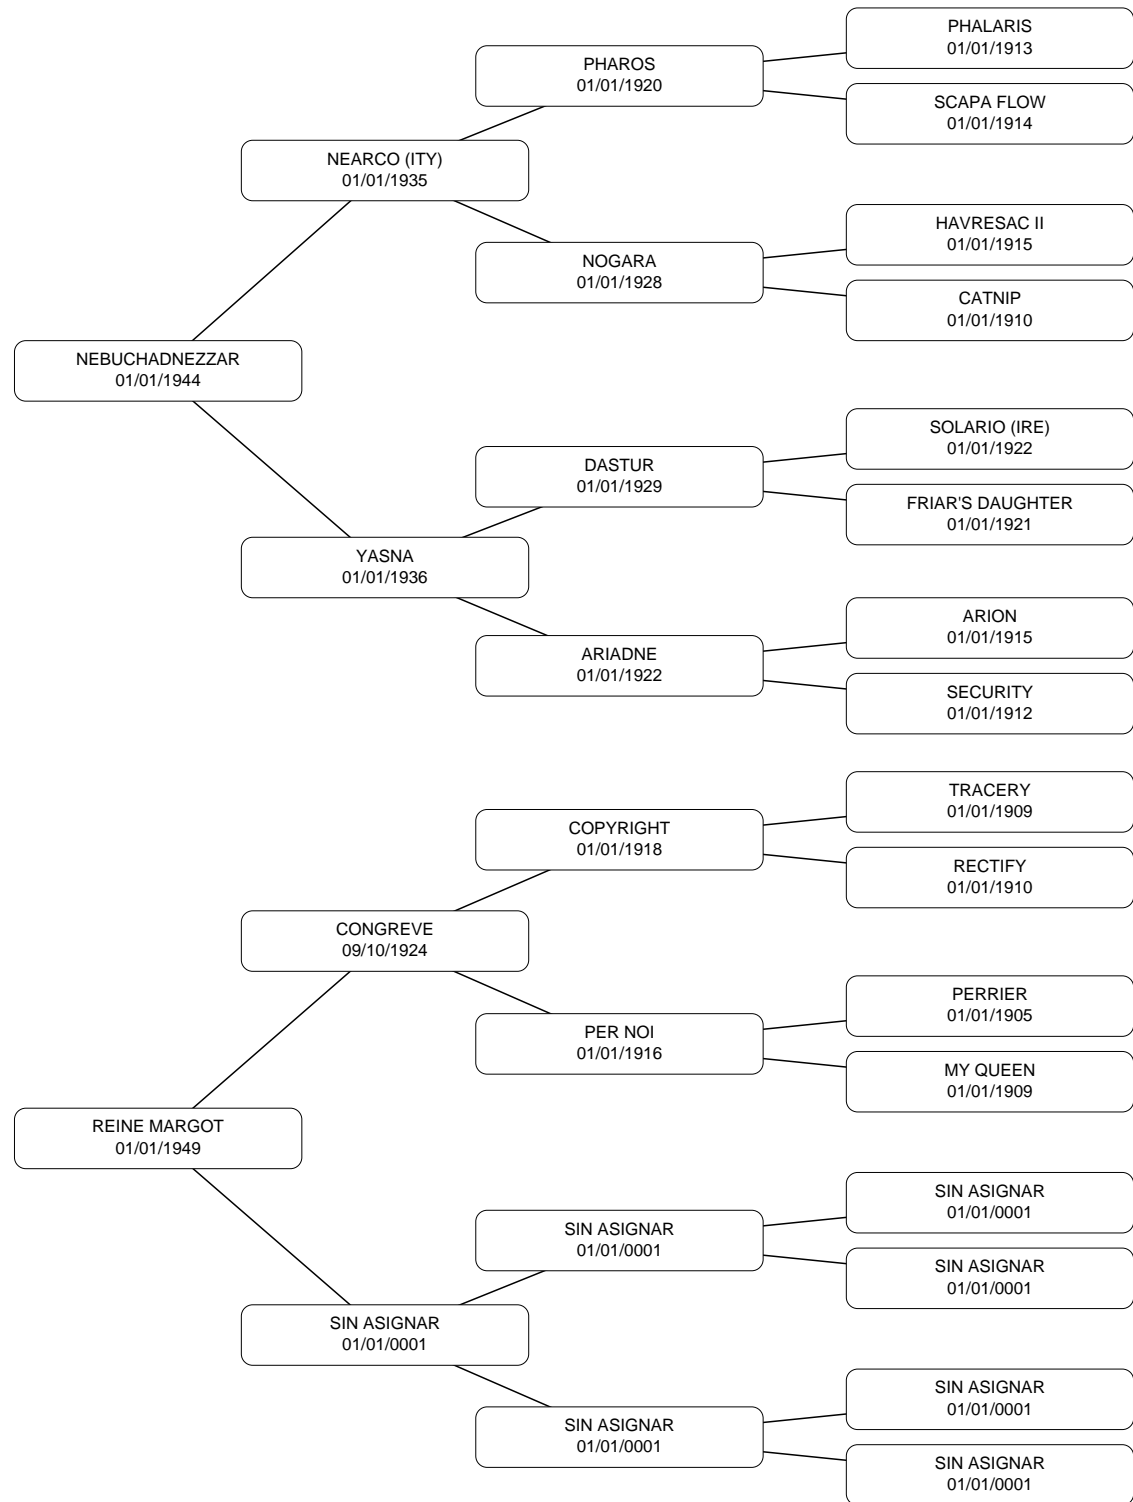 PHALARIS
01/01/1913
PHAROS
01/01/1920
SCAPA FLOW
01/01/1914
NEARCO (ITY)
01/01/1935
HAVRESAC II
01/01/1915
NOGARA
01/01/1928
CATNIP
01/01/1910
NEBUCHADNEZZAR
01/01/1944
SOLARIO (IRE)
01/01/1922
DASTUR
01/01/1929
FRIAR'S DAUGHTER
01/01/1921
YASNA
01/01/1936
ARION
01/01/1915
ARIADNE
01/01/1922
SECURITY
01/01/1912
TRACERY
01/01/1909
COPYRIGHT
01/01/1918
RECTIFY
01/01/1910
CONGREVE
09/10/1924
PERRIER
01/01/1905
PER NOI
01/01/1916
MY QUEEN
01/01/1909
REINE MARGOT
01/01/1949
SIN ASIGNAR
01/01/0001
SIN ASIGNAR
01/01/0001
SIN ASIGNAR
01/01/0001
SIN ASIGNAR
01/01/0001
SIN ASIGNAR
01/01/0001
SIN ASIGNAR
01/01/0001
SIN ASIGNAR
01/01/0001